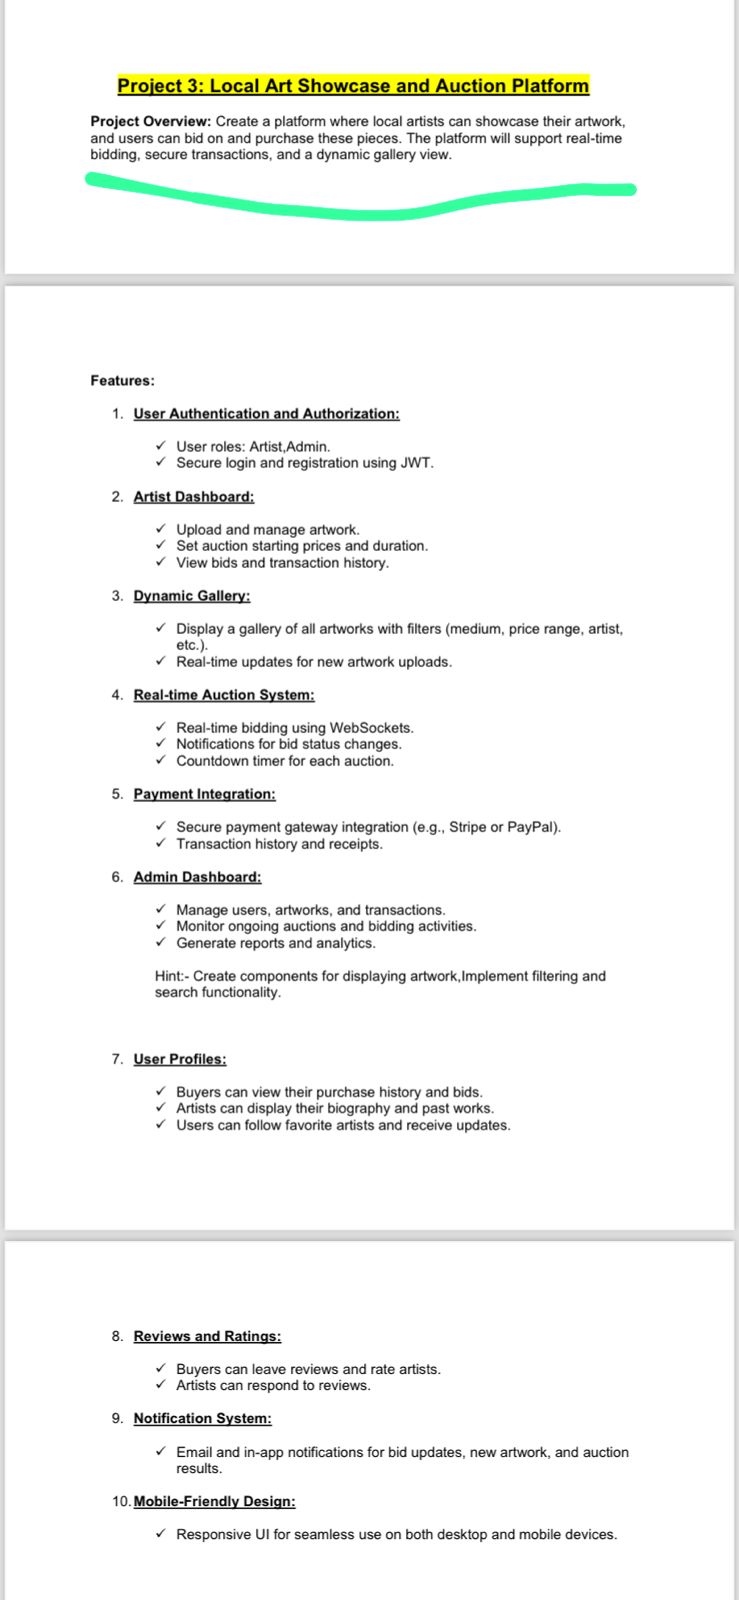 Project 3: Local Art Showcase and Auction Platform
Project Overview: Create a platform where local artists can showcase their artwork,
and users can bid on and purchase these pieces. The platform will support real-time
bidding, secure transactions, and a dynamic gallery view.
Features:
1. User Authentication and Authorization:
✓ User roles: Artist,Admin.
✓ Secure login and registration using JWT.
2. Artist Dashboard:
✓ Upload and manage artwork.
✓ Set auction starting prices and duration.
✓ View bids and transaction history.
3. Dynamic Gallery:
✓ Display a gallery of all artworks with filters (medium, price range, artist,
etc.).
✓ Real-time updates for new artwork uploads.
4. Real-time Auction System:
✓ Real-time bidding using WebSockets.
✓ Notifications for bid status changes.
✓ Countdown timer for each auction.
5. Payment Integration:
✓ Secure payment gateway integration (e.g., Stripe or PayPal).
✓ Transaction history and receipts.
6. Admin Dashboard:
✓ Manage users, artworks, and transactions.
✓ Monitor ongoing auctions and bidding activities.
✓ Generate reports and analytics.
Hint:- Create components for displaying artwork,Implement filtering and
search functionality.
7. User Profiles:
✓ Buyers can view their purchase history and bids.
✓ Artists can display their biography and past works.
✓ Users can follow favorite artists and receive updates.
8. Reviews and Ratings:
✓ Buyers can leave reviews and rate artists.
✓ Artists can respond to reviews.
9. Notification System:
✓ Email and in-app notifications for bid updates, new artwork, and auction
results.
10. Mobile-Friendly Design:
✓ Responsive UI for seamless use on both desktop and mobile devices.